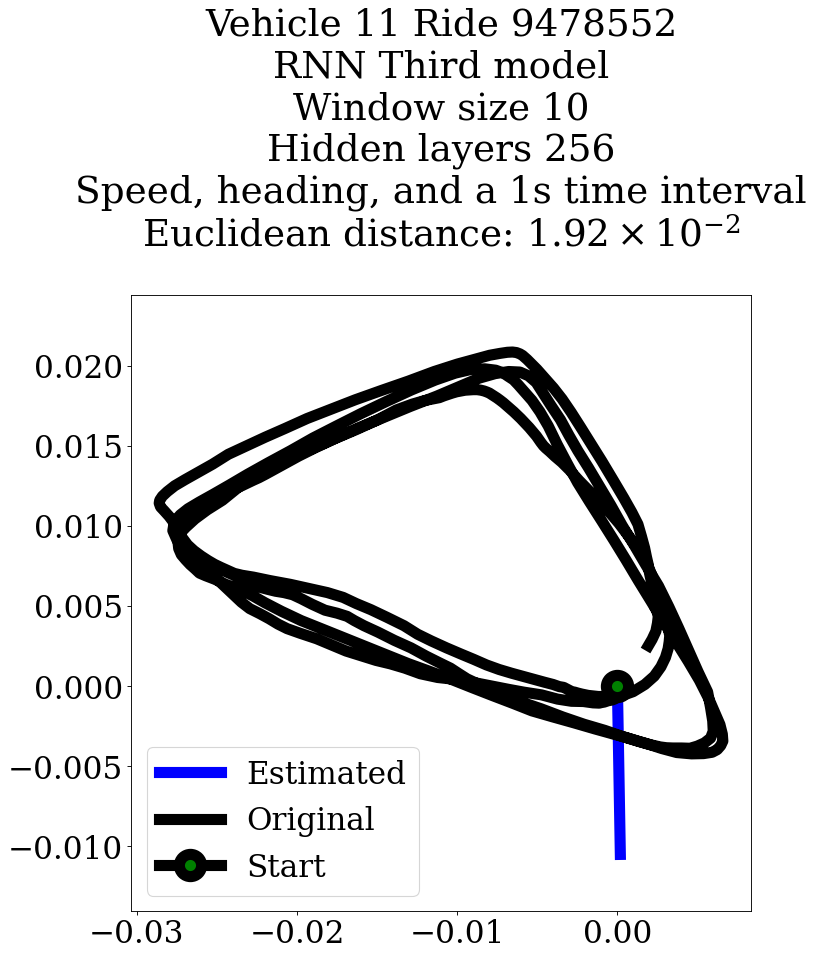 Vehicle 11 Ride 9478552
RNN Third model
Window size 10
Hidden layers 256
Speed, heading, and a 1s time interval
Euclidean distance: 1.92 × 10⁻²
0.020
0.015
0.010
0.005
0.000
−0.005
−0.010
Estimated
Original
Start
−0.03 −0.02 −0.01 0.00